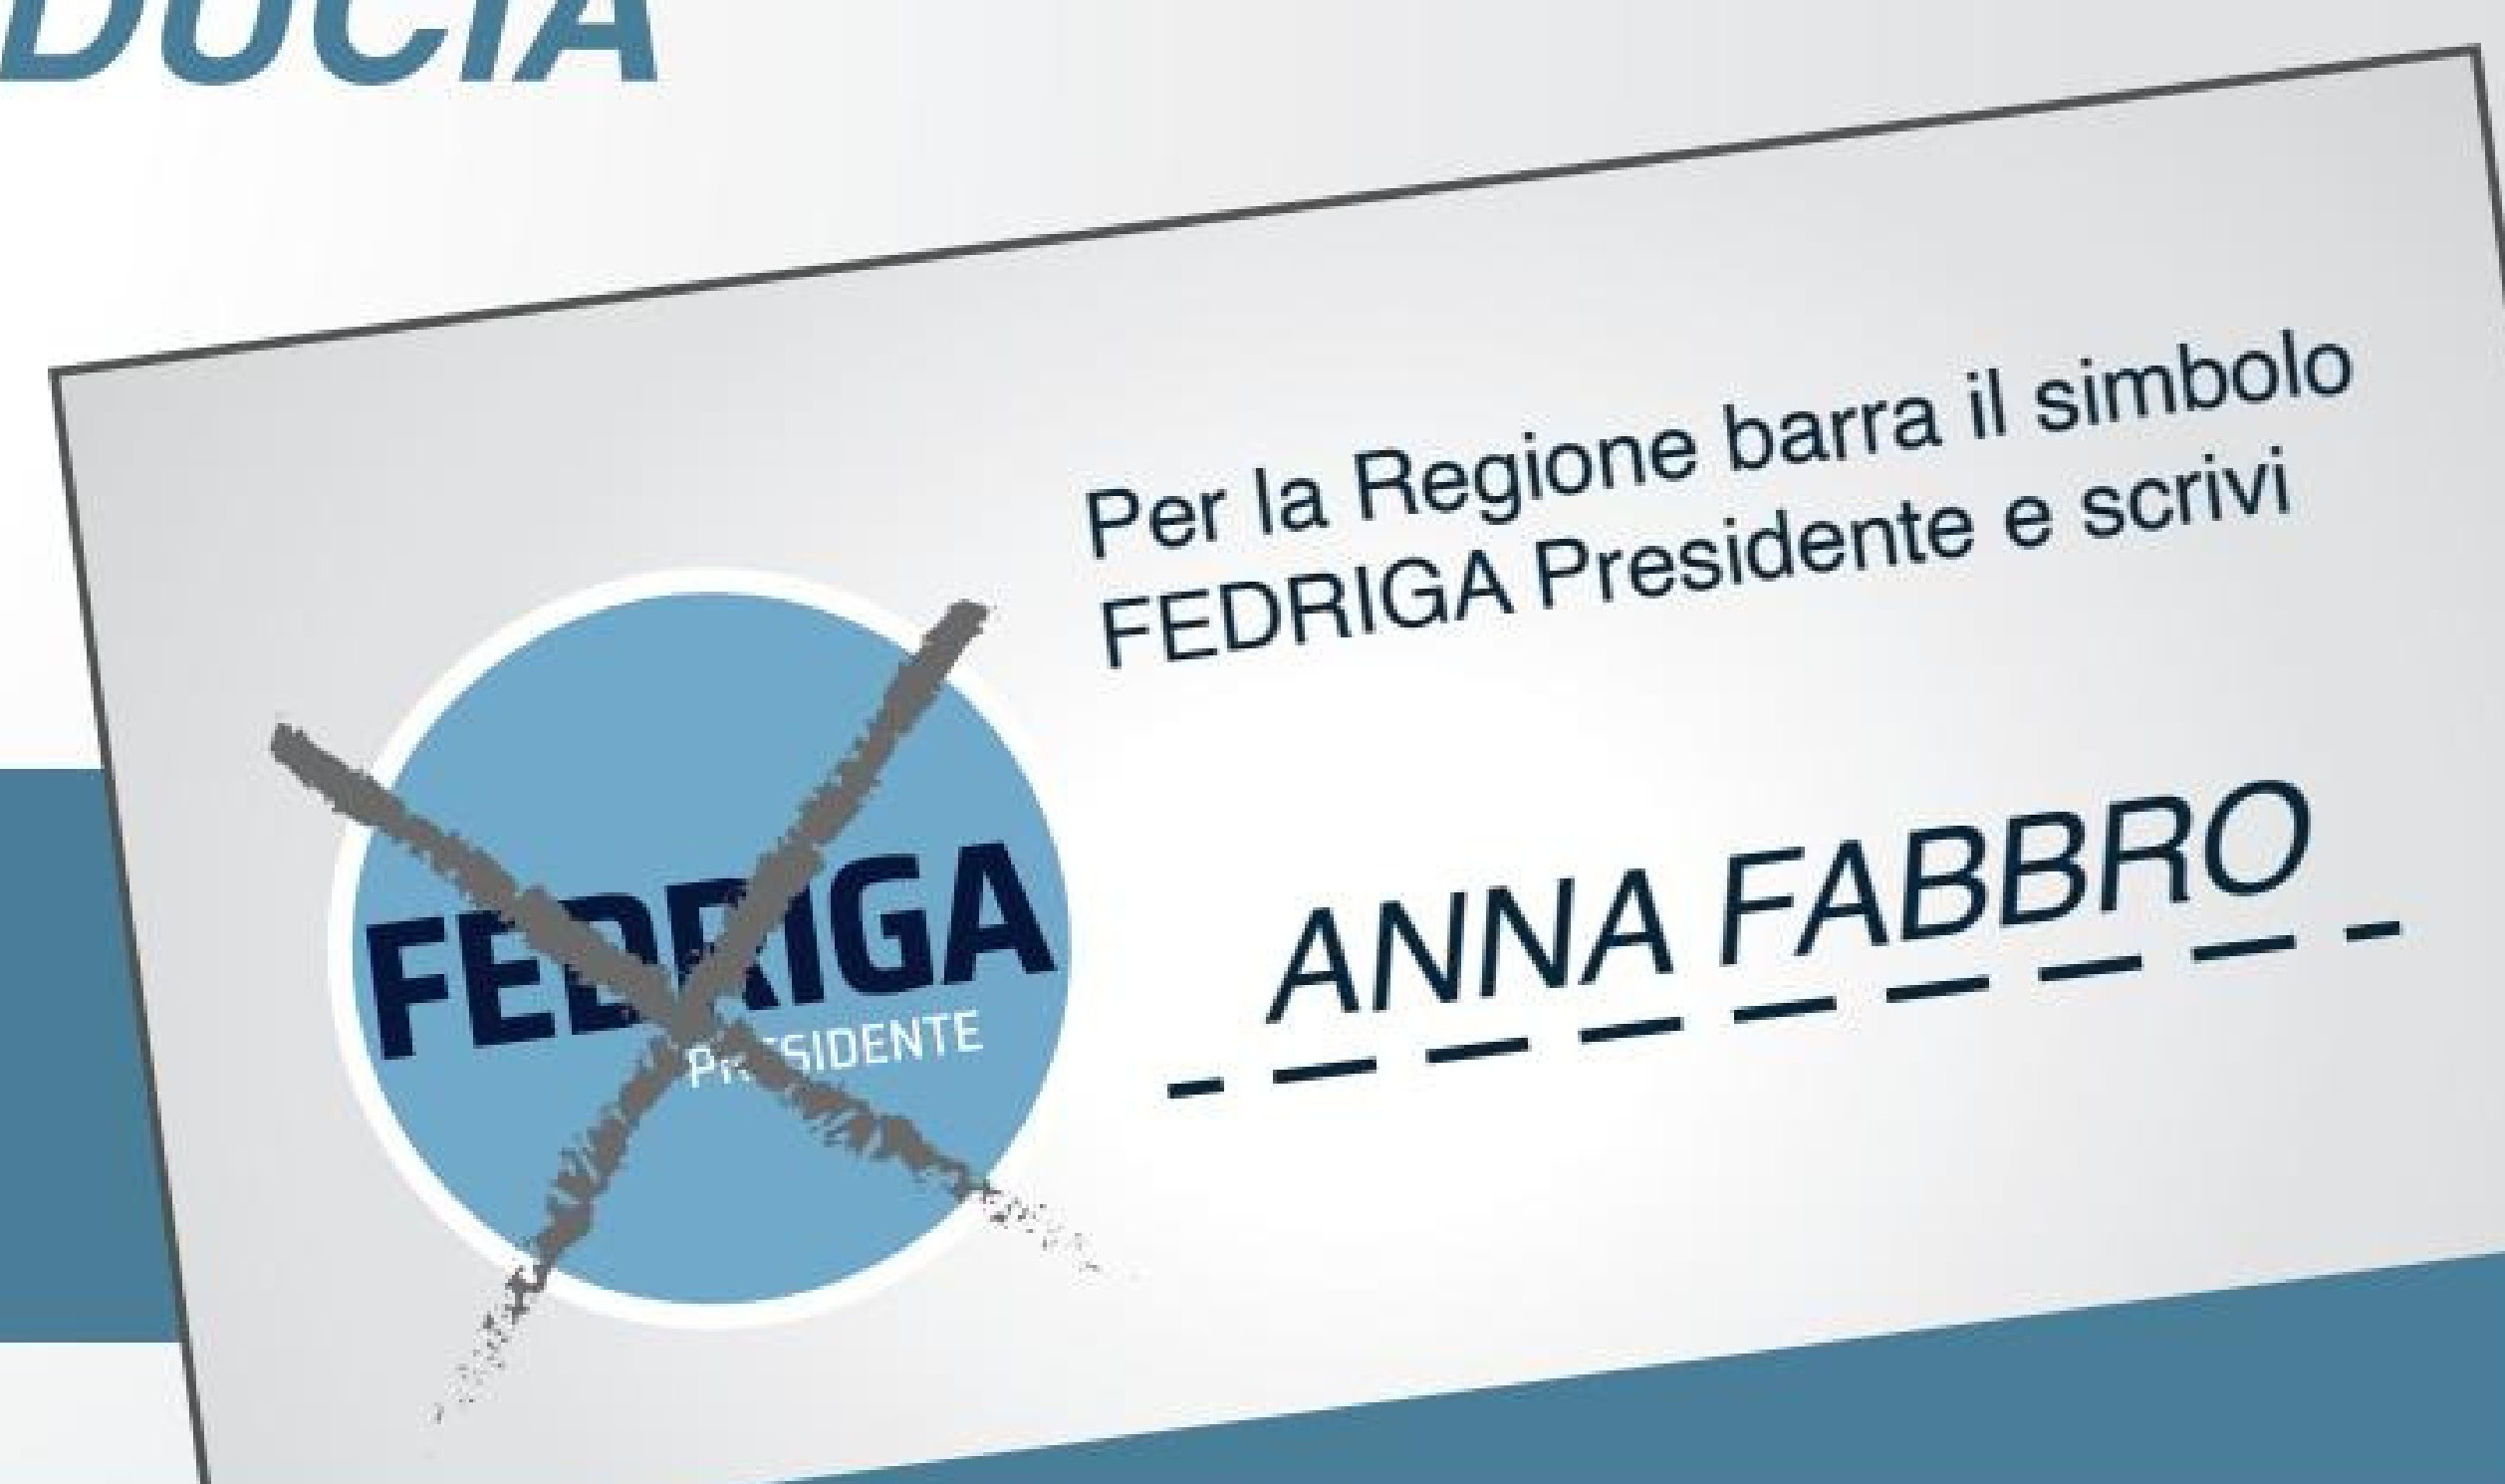 DUCIA
Per la Regione barra il simbolo
FEDRIGA Presidente e scrivi
FEDRIGA
PRESIDENTE
ANNA FABBRO